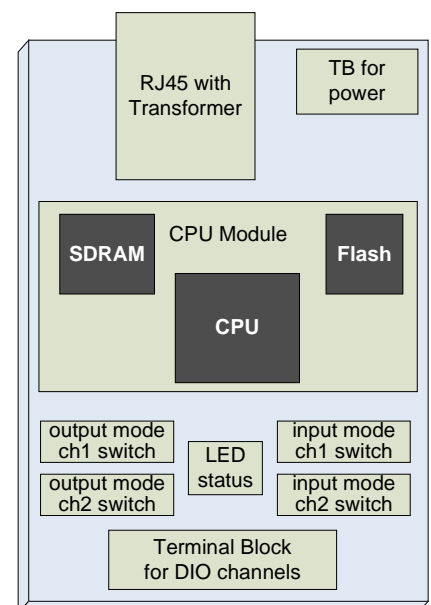 RJ45 with
Transformer
TB for
power
CPU Module
SDRAM
Flash
CPU
output mode
ch1 switch
input mode
ch1 switch
LED
status
output mode
ch2 switch
input mode
ch2 switch
Terminal Block
for DIO channels